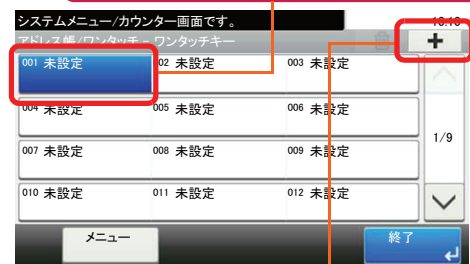 システムメニュー/カウンター画面です。
10:10
アドレス帳/ワンタッチ - ワンタッチキー
001 未設定
002 未設定
003 未設定
004 未設定
005 未設定
006 未設定
007 未設定
008 未設定
009 未設定
1/9
010 未設定
011 未設定
012 未設定
メニュー
終了